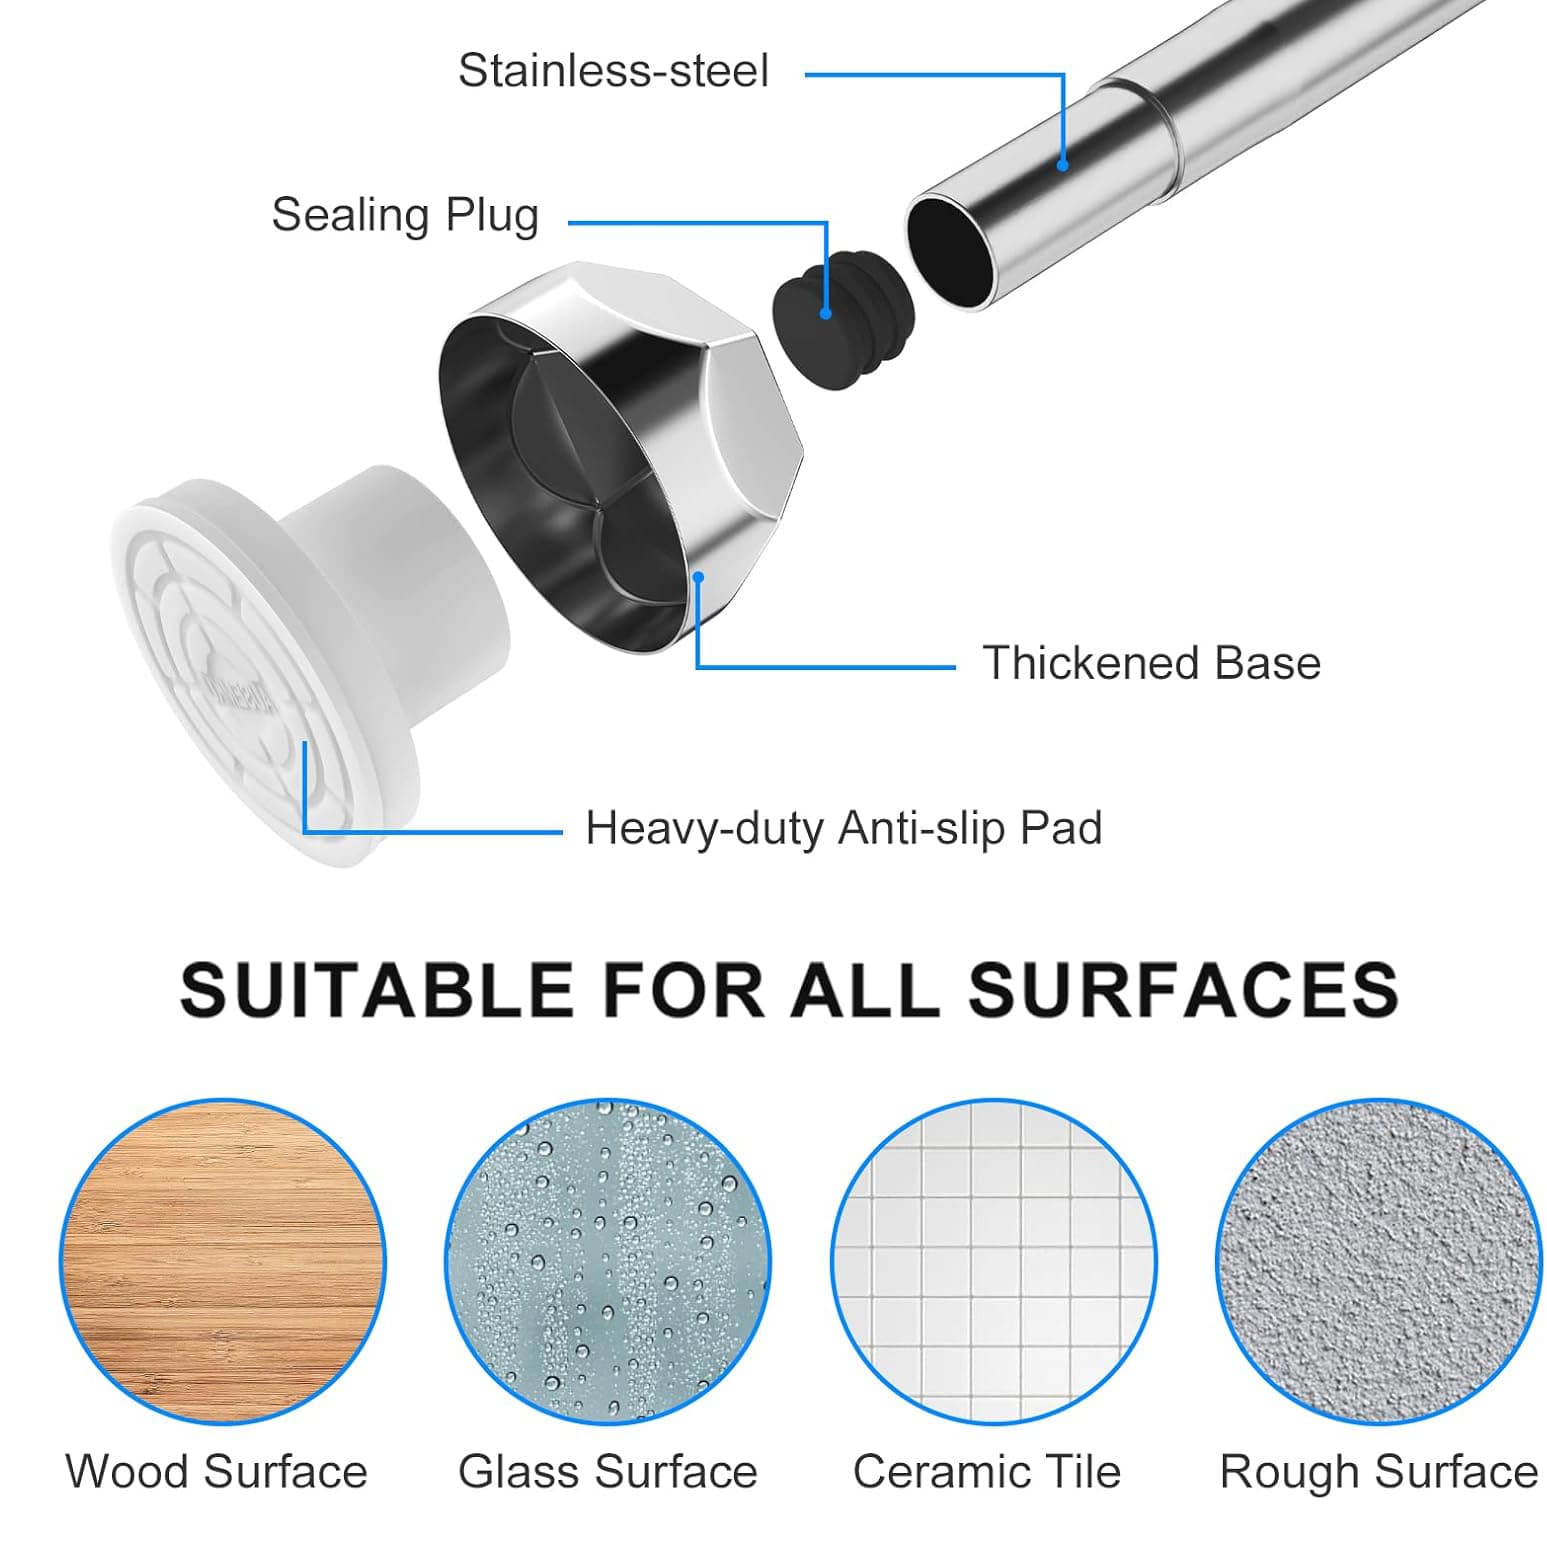 Stainless-steel
Sealing Plug
Thickened Base
Heavy-duty Anti-slip Pad
SUITABLE FOR ALL SURFACES
Wood Surface
Glass Surface
Ceramic Tile
Rough Surface